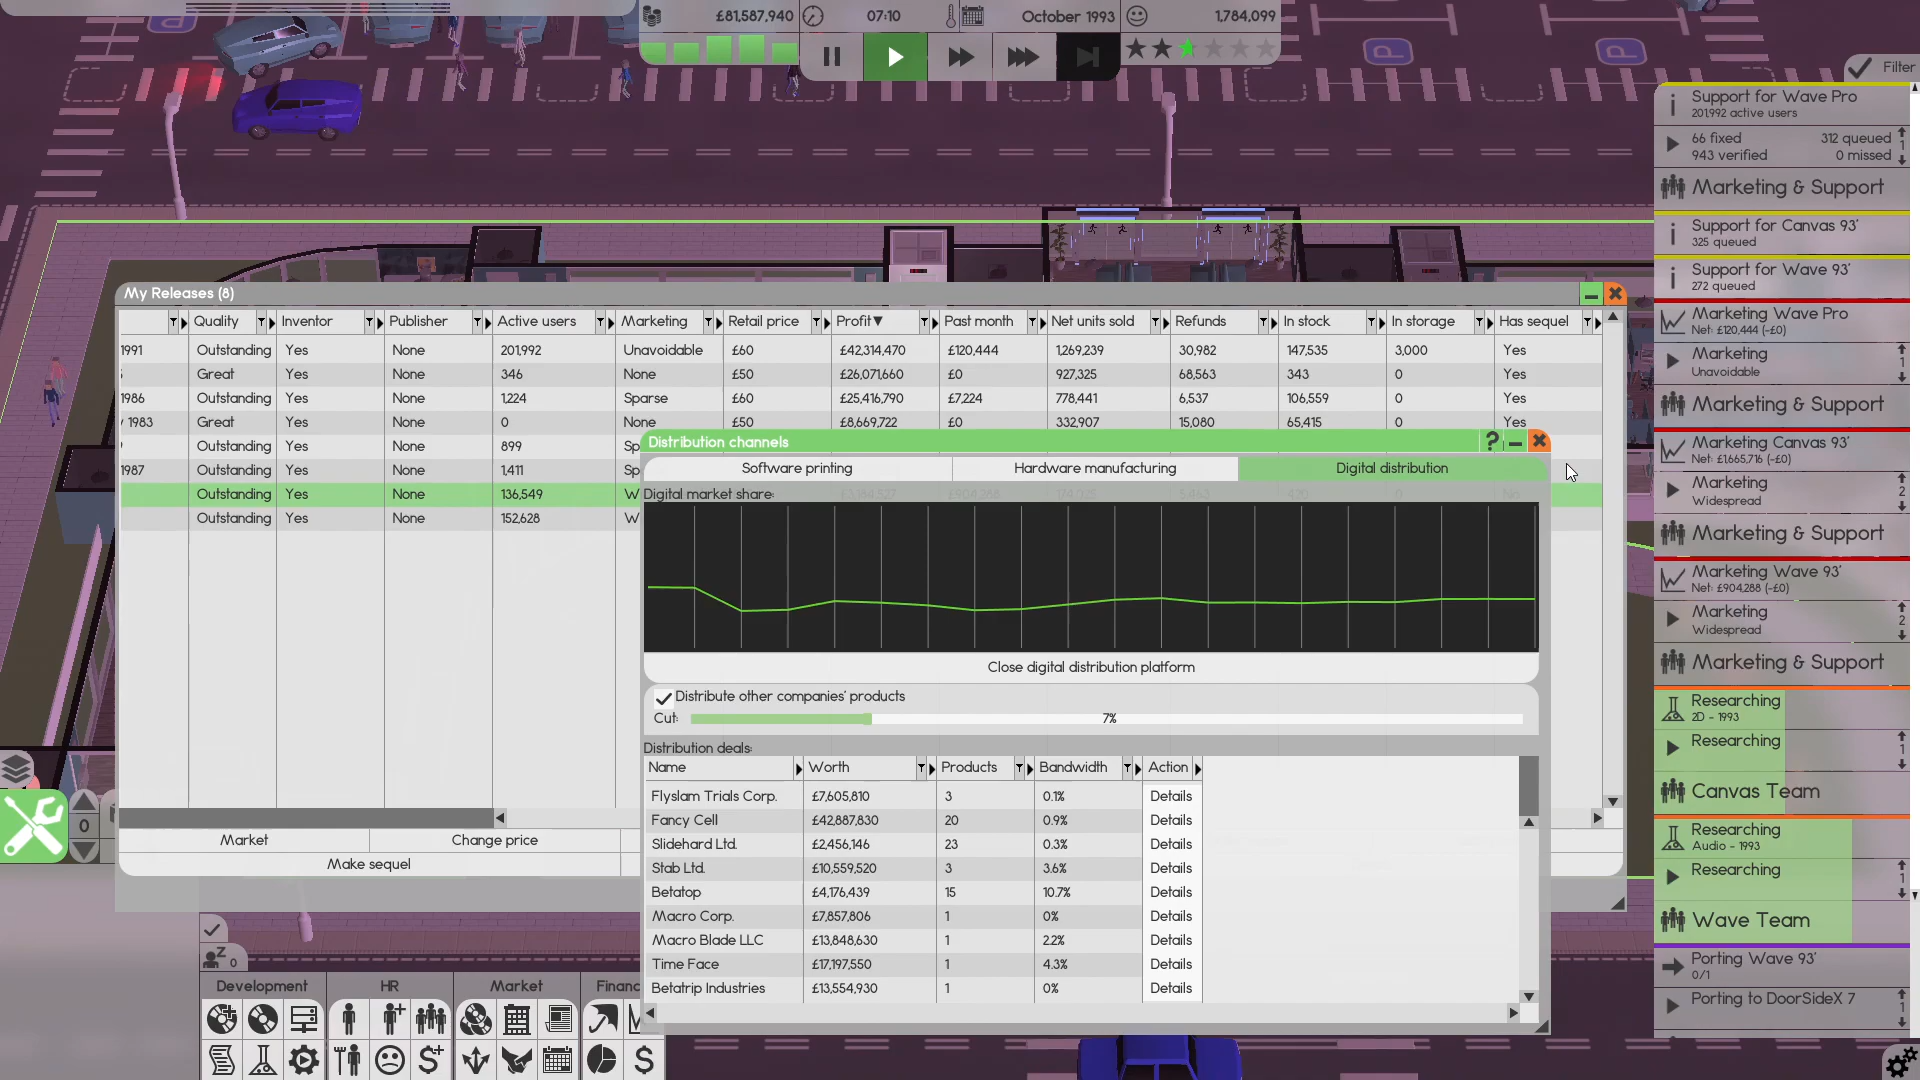 £81,587,940
07:10
October 1993
1,784,099
Filter
Support for Wave Pro
201,992 active users
66 fixed 312 queued
943 verified 0 missed
1
Marketing & Support
Support for Canvas 93'
325 queued
Support for Wave 93'
272 queued
Marketing Wave Pro
Net: £120,444 (-£0)
Marketing
Unavoidable
1
Marketing & Support
Marketing Canvas 93'
Net: £1,665,716 (-£0)
Marketing
Widespread
2
Marketing & Support
Marketing Wave 93'
Net: £904,288 (-£0)
Marketing
Widespread
2
Marketing & Support
Researching
2D - 1993
Researching
1
Canvas Team
Researching
Audio - 1993
Researching
1
Wave Team
Porting Wave 93'
0/1
Porting to DoorSideX 7
1
My Releases (8)
Quality Inventor Publisher Active users Marketing Retail price Profit▼ Past month Net units sold Refunds In stock In storage Has sequel
1991 Outstanding Yes None 201,992 Unavoidable £60 £42,314,470 £120,444 1,269,239 30,982 147,535 3,000 Yes
Great Yes None 346 None £50 £26,071,660 £0 927,325 68,563 343 0 Yes
1986 Outstanding Yes None 1,224 Sparse £60 £25,416,790 £7,224 778,441 6,537 106,559 0 Yes
1983 Great Yes None 0 None £50 £8,669,722 £0 332,907 15,080 65,415 0 Yes
Outstanding Yes None 899 Sp
1987 Outstanding Yes None 1,411 Sp
Outstanding Yes None 136,549 W
Outstanding Yes None 152,628 W
Market
Change price
Make sequel
Distribution channels
?
Software printing Hardware manufacturing Digital distribution
Digital market share:
Close digital distribution platform
Distribute other companies' products
Cut: 7%
Distribution deals:
Name Worth Products Bandwidth Action
Flyslam Trials Corp. £7,605,810 3 0.1% Details
Fancy Cell £42,887,830 20 0.9% Details
Slidehard Ltd. £2,456,146 23 0.3% Details
Stab Ltd. £10,559,520 3 3.6% Details
Betatop £4,176,439 15 10.7% Details
Macro Corp. £7,857,806 1 0% Details
Macro Blade LLC £13,848,630 1 2.2% Details
Time Face £17,197,550 1 4.3% Details
Betatrip Industries £13,554,930 1 0% Details
0
Z
0
Development HR Market Financ